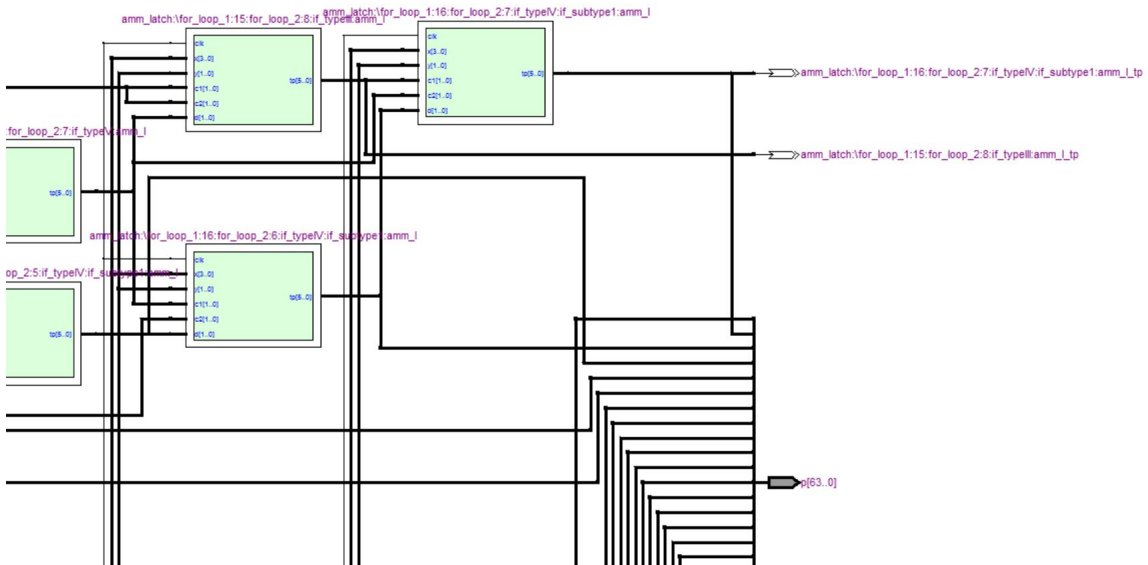 amm_latch:\for_loop_1:15:for_loop_2:8:if_typeIII:amm_l
amm_latch:\for_loop_1:16:for_loop_2:7:if_typeIV:if_subtype1:amm_l
clk
x[3..0]
y[1..0]
c1[1..0]
c2[1..0]
d[1..0]
tp[5..0]
clk
x[3..0]
y[1..0]
c1[1..0]
c2[1..0]
d[1..0]
tp[5..0]
amm_latch:\for_loop_1:16:for_loop_2:7:if_typeIV:if_subtype1:amm_l_tp
:for_loop_2:7:if_typeIV:amm_l
amm_latch:\for_loop_1:15:for_loop_2:8:if_typeIII:amm_l_tp
tp[5..0]
amm_latch:\for_loop_1:16:for_loop_2:6:if_typeIV:if_subtype1:amm_l
oop_2:5:if_typeIV:if_subtype1:amm_l
clk
x[3..0]
y[1..0]
c1[1..0]
c2[1..0]
d[1..0]
tp[5..0]
tp[5..0]
p[63..0]